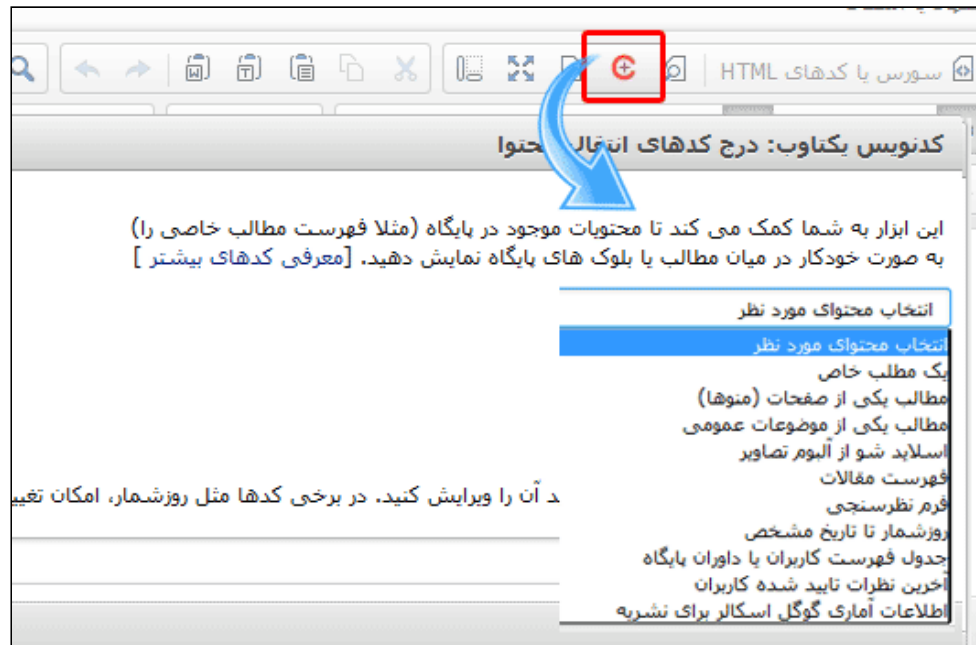 سورس یا کدهای HTML
کدنویس یکتاوب: درج کدهای انتقال محتوا
این ابزار به شما کمک می کند تا محتویات موجود در پایگاه (مثلا فهرست مطالب خاصی را)
به صورت خودکار در میان مطالب یا بلوک های پایگاه نمایش دهید. [معرفی کدهای بیشتر ]
انتخاب محتوای مورد نظر
انتخاب محتوای مورد نظر
یک مطلب خاص
مطالب یکی از صفحات (منوها)
مطالب یکی از موضوعات عمومی
اسلاید شو از آلبوم تصاویر
فهرست مقالات
فرم نظرسنجی
آن را ویرایش کنید. در برخی کدها مثل روزشمار، امکان
روزشمار تا تاریخ مشخص
جدول فهرست کاربران یا داوران پایگاه
آخرین نظرات تایید شده کاربران
اطلاعات آماری گوگل اسکالر برای نشریه